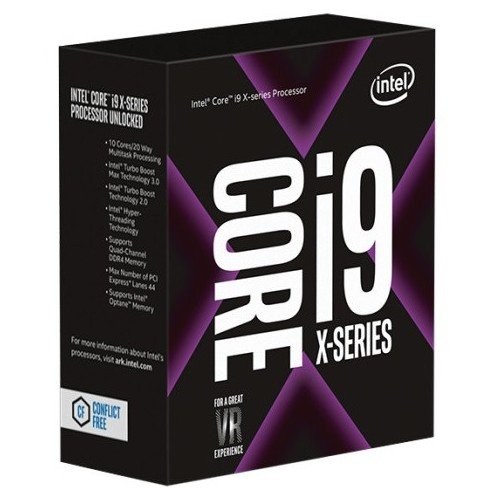 INTEL® CORE™ i9 X-SERIES
PROCESSOR UNLOCKED
• 10 Cores/20 Way
Multitask Processing
• Intel® Turbo Boost
Max Technology 3.0
• Intel® Turbo Boost
Technology 2.0
• Intel® Hyper-
Threading
Technology
• Supports
Quad-Channel
DDR4 Memory
• Max Number of PCI
Express® Lanes 44
• Supports Intel®
Optane™ Memory
For more information about Intel's
processors, visit ark.intel.com
CF
CONFLICT
FREE
Intel® Core™ i9 X-series Processor
intel®
CORE
i9
X-SERIES
FOR A GREAT
VR
EXPERIENCE